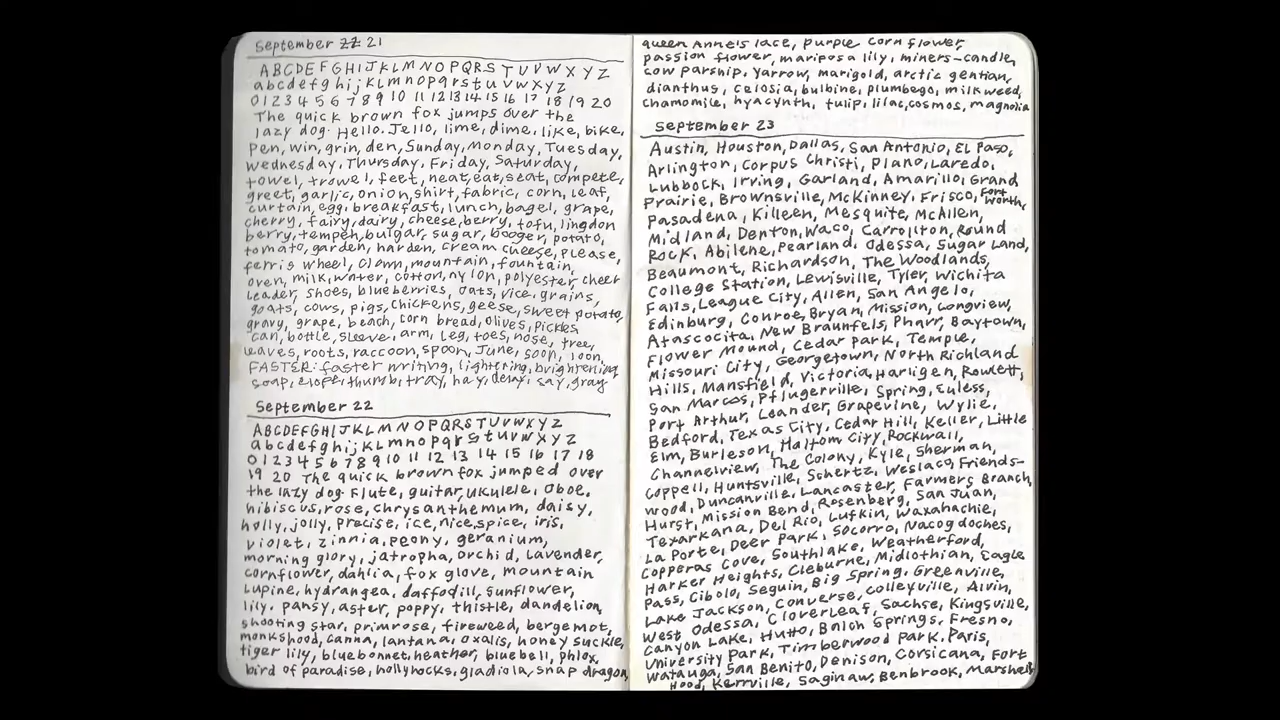 September 22 21
ABCDEFGHIJKLMNOPQRSTUVWXYZ
abcdefghijklmnopqrstuvwxyz
0 1 2 3 4 5 6 7 8 9 10 11 12 13 14 15 16 17 18 19 20
The quick brown fox jumps over the
lazy dog. Hello. Jello, lime, dime, like, bike,
pen, win, grin, den, Sunday, Monday, Tuesday,
Wednesday, Thursday, Friday, Saturday,
towel, trowel, feet, neat, eat, seat, compete,
greet, garlic, onion, shirt, fabric, corn, leaf,
curtain, egg, breakfast, lunch, bagel, grape,
cherry, fairy, dairy, cheese, berry, tofu, lingdon
berry, tempeh, bulgar, sugar, booger, potato,
tomato, garden, harden, cream cheese, please,
ferris wheel, clown, mountain, fountain,
oven, milk, water, cotton, nylon, polyester, cheer
leader, shoes, blueberries, oats, rice, grains,
goats, cows, pigs, chickens, geese, sweet potato,
gravy, grape, beach, corn bread, olives, pickles
can, bottle, sleeve, arm, leg, toes, nose, tree,
leaves, roots, raccoon, spoon, June, soon, loon,
FASTER: faster writing, lightering, brightening
soap, elope, thumb, tray, hay, delay, say, gray
September 22
ABCDEFGHIJKLMNOPQRSTUVWXYZ
abcdefghijklmnopqrstuvwxyz
0 1 2 3 4 5 6 7 8 9 10 11 12 13 14 15 16 17 18
19 20 The quick brown fox jumped over
the lazy dog. Flute, guitar, ukulele, oboe,
hibiscus, rose, chrysanthemum, daisy,
holly, jolly, precise, ice, nice, spice, iris,
violet, zinnia, peony, geranium,
morning glory, jatropha, orchid, lavender,
cornflower, dahlia, fox glove, mountain
lupine, hydrangea, daffodill, sunflower,
lily, pansy, aster, poppy, thistle, dandelion,
shooting star, primrose, fireweed, bergemot,
monkshood, canna, lantana, oxalis, honey suckle,
tiger lily, bluebonnet, heather, bluebell, phlox,
bird of paradise, hollyhocks, gladiola, snap dragon,
queen Anne's lace, purple corn flower,
passion flower, mariposa lily, miners-candle,
cow parship, yarrow, marigold, arctic gentian,
dianthus, celosia, bulbine, plumbego, milkweed,
chamomile, hyacynth, tulip, lilac, cosmos, magnolia
September 23
Austin, Houston, Dallas, San Antonio, El Paso,
Arlington, Corpus Christi, Plano, Laredo,
Lubbock, Irving, Garland, Amarillo, Grand
Prairie, Brownsville, McKinney, Frisco, Fort Worth,
Pasadena, Killeen, Mesquite, McAllen,
Midland, Denton, Waco, Carrollton, Round
Rock, Abilene, Pearland, Odessa, Sugar Land,
Beaumont, Richardson, The Woodlands,
College Station, Lewisville, Tyler, Wichita
Falls, League City, Allen, San Angelo,
Edinburg, Conroe, Bryan, Mission, Longview,
Atascocita, New Braunfels, Pharr, Baytown,
Flower Mound, Cedar Park, Temple,
Missouri City, Georgetown, North Richland
Hills, Mansfield, Victoria, Harligen, Rowlett,
San Marcos, Pflugerville, Spring, Euless,
Port Arthur, Leander, Grapevine, Wylie,
Bedford, Texas City, Cedar Hill, Keller, Little
Elm, Burleson, Haltom City, Rockwall,
Channelview, The Colony, Kyle, Sherman,
Coppell, Huntsville, Schertz, Weslaco, Friends-
wood, Duncanville, Lancaster, Farmers Branch,
Hurst, Mission Bend, Rosenberg, San Juan,
Texarkana, Del Rio, Lufkin, Waxahachie,
La Porte, Deer Park, Socorro, Nacogdoches,
Copperas Cove, Southlake, Weatherford,
Harker Heights, Cleburne, Midlothian, Eagle
Pass, Cibolo, Seguin, Big Spring, Greenville,
Lake Jackson, Converse, Colleyville, Alvin,
West Odessa, Cloverleaf, Sachse, Kingsville,
Canyon Lake, Hutto, Balch Springs, Fresno,
University Park, Timberwood Park, Paris,
Watauga, San Benito, Denison, Corsicana, Fort
Hood, Kerrville, Saginaw, Benbrook, Marshall